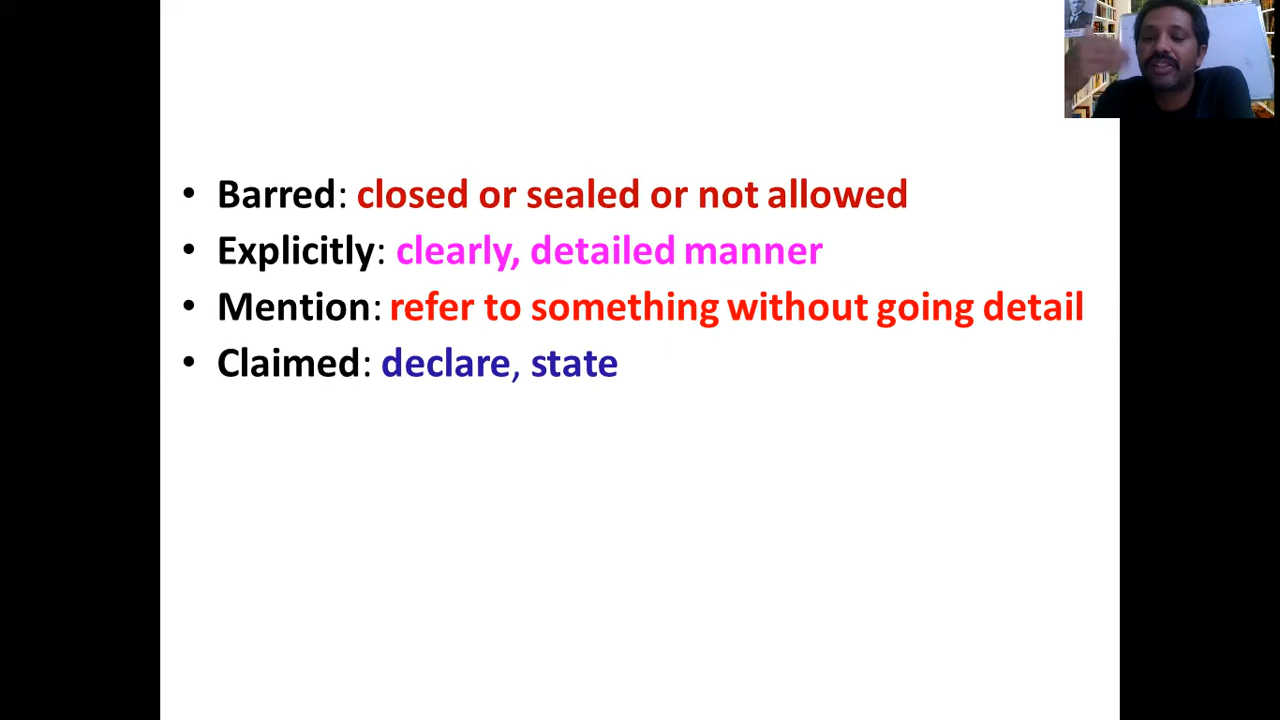 • Barred: closed or sealed or not allowed
• Explicitly: clearly, detailed manner
• Mention: refer to something without going detail
• Claimed: declare, state